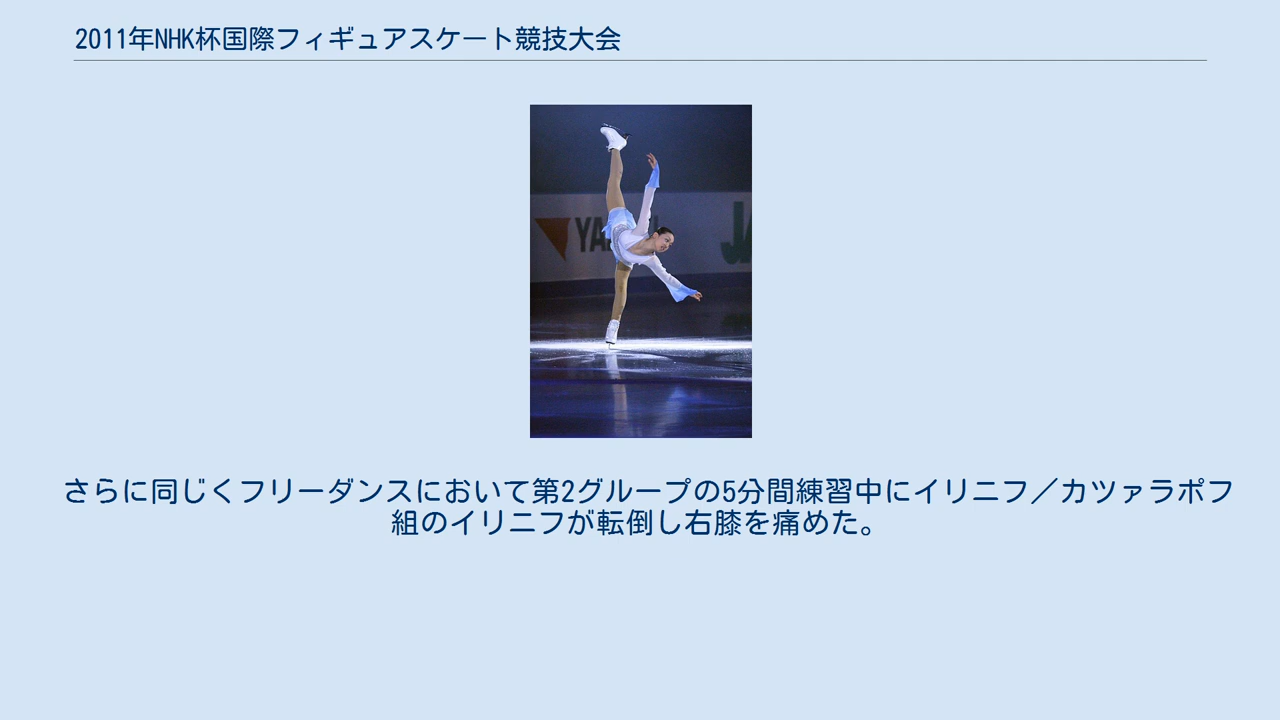 2011年NHK杯国際フィギュアスケート競技大会
さらに同じくフリーダンスにおいて第2グループの5分間練習中にイリニフ／カツァラポフ
組のイリニフが転倒し右膝を痛めた。